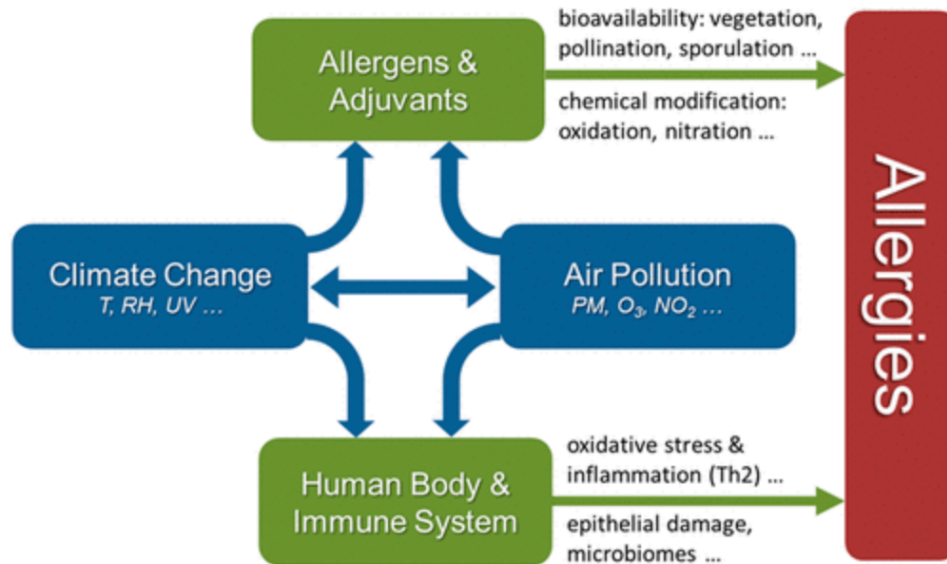 Allergens &
Adjuvants
bioavailability: vegetation,
pollination, sporulation ...
chemical modification:
oxidation, nitration ...
Climate Change
T, RH, UV ...
Air Pollution
PM, O₃, NO₂ ...
Human Body &
Immune System
oxidative stress &
inflammation (Th2) ...
epithelial damage,
microbiomes ...
Allergies